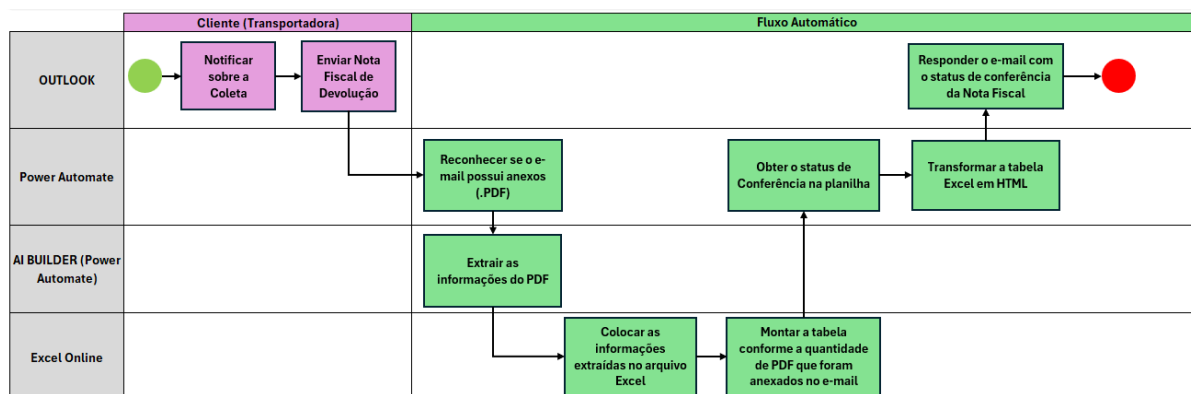 Cliente (Transportadora)
Fluxo Automático
OUTLOOK
Notificar
sobre a
Coleta
Enviar Nota
Fiscal de
Devolução
Responder o e-mail com
o status de conferência
da Nota Fiscal
Power Automate
Reconhecer se o e-
mail possui anexos
(.PDF)
Obter o status de
Conferência na planilha
Transformar a tabela
Excel em HTML
AI BUILDER (Power
Automate)
Extrair as
informações do PDF
Excel Online
Colocar as
informações
extraídas no arquivo
Excel
Montar a tabela
conforme a quantidade
de PDF que foram
anexados no e-mail